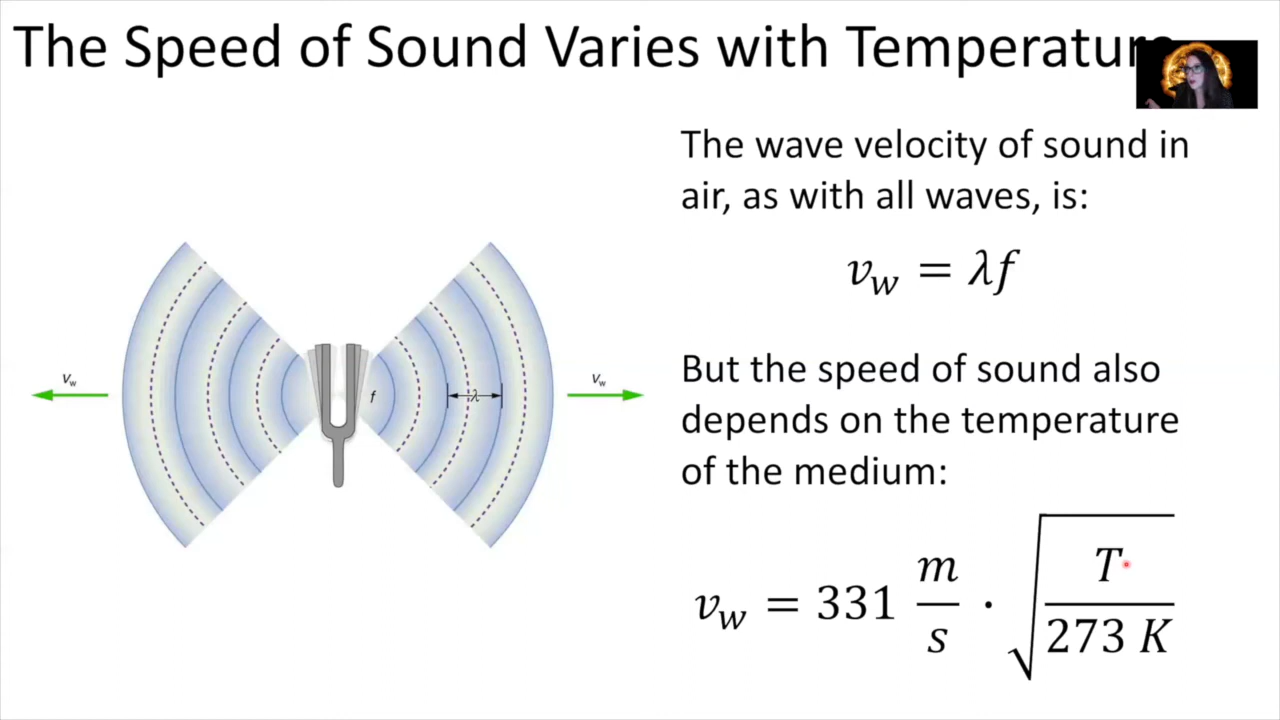 The Speed of Sound Varies with Temperature
The wave velocity of sound in
air, as with all waves, is:
v_w = λf
But the speed of sound also
depends on the temperature
of the medium:
v_w = 331 m/s · √(T/273 K)
v_w
f
λ
v_w